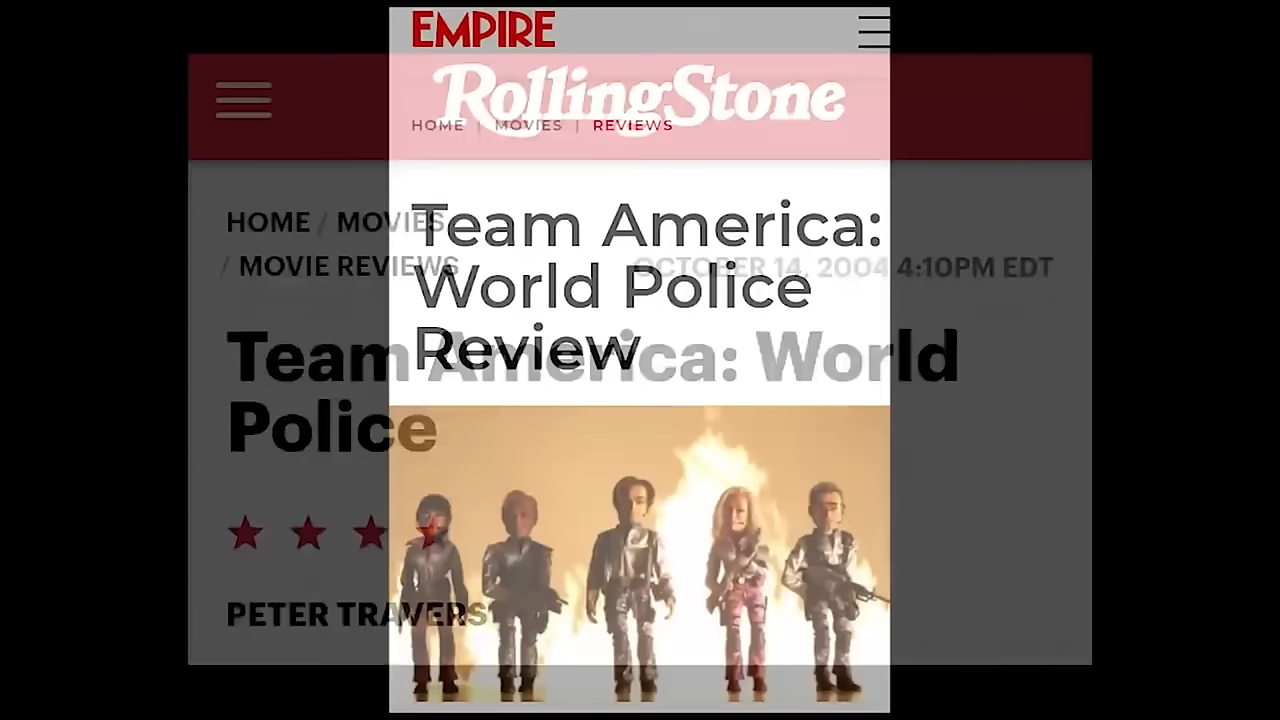 EMPIRE
RollingStone
HOME | MOVIES | REVIEWS
Team America:
World Police
Review
HOME / MOVIES
/ MOVIE REVIEWS
OCTOBER 14, 2004 4:10PM EDT
Team America: World
Police
PETER TRAVERS